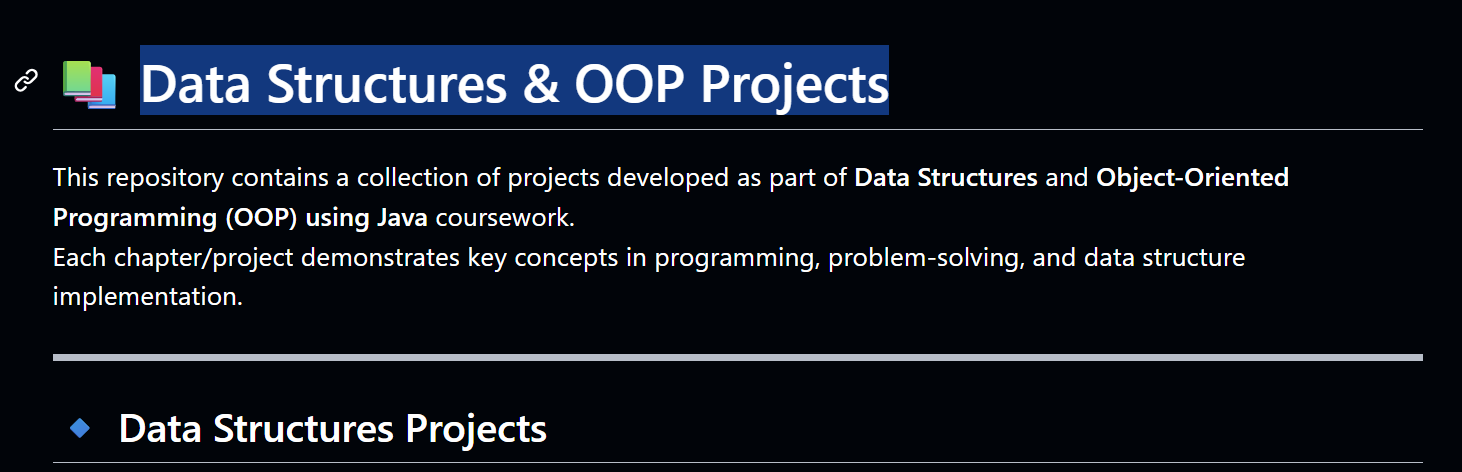 Data Structures & OOP Projects
This repository contains a collection of projects developed as part of Data Structures and Object-Oriented
Programming (OOP) using Java coursework.
Each chapter/project demonstrates key concepts in programming, problem-solving, and data structure
implementation.
Data Structures Projects